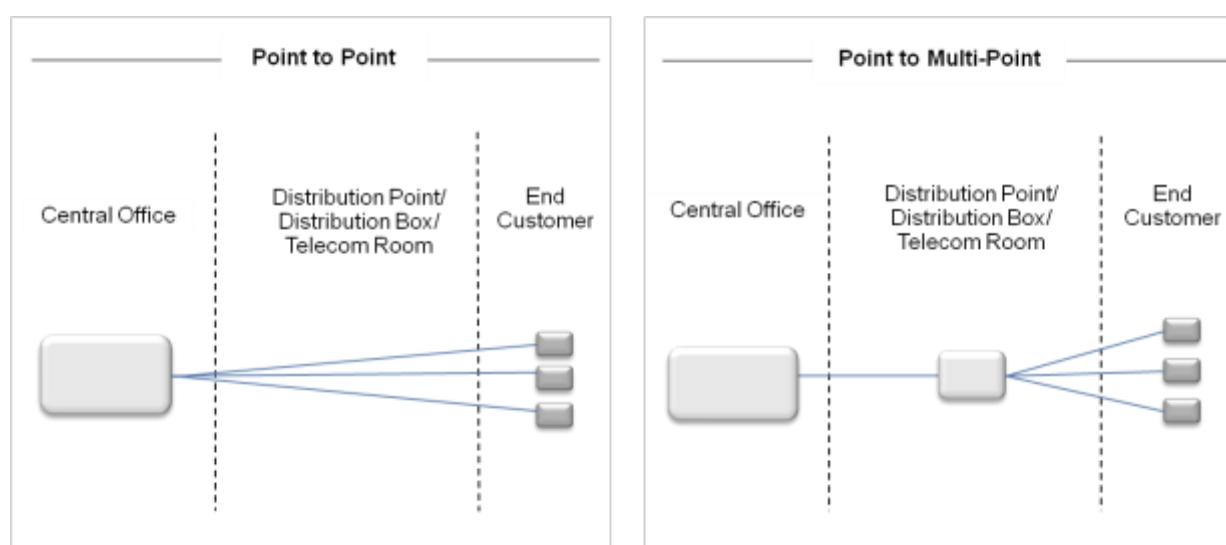 Point to Point
Central Office
Distribution Point/
Distribution Box/
Telecom Room
End
Customer
Point to Multi-Point
Central Office
Distribution Point/
Distribution Box/
Telecom Room
End
Customer